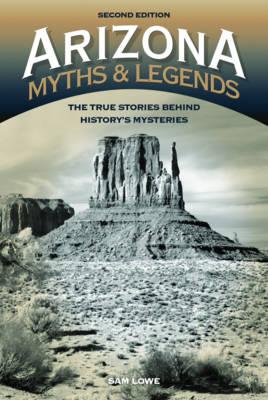 SECOND EDITION
ARIZONA
MYTHS & LEGENDS
THE TRUE STORIES BEHIND
HISTORY'S MYSTERIES
SAM LOWE